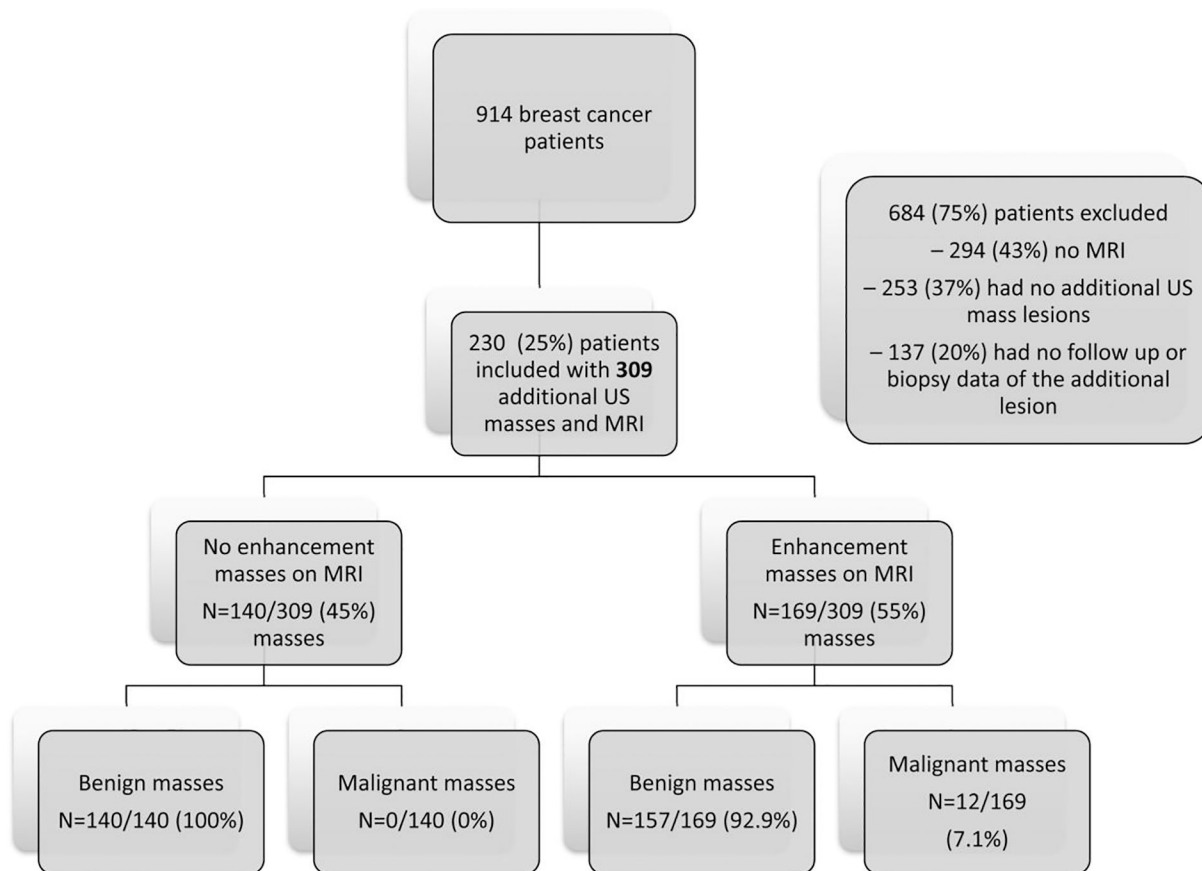 914 breast cancer
patients
684 (75%) patients excluded
– 294 (43%) no MRI
– 253 (37%) had no additional US
mass lesions
– 137 (20%) had no follow up or
biopsy data of the additional
lesion
230 (25%) patients
included with 309
additional US
masses and MRI
No enhancement
masses on MRI
N=140/309 (45%)
masses
Enhancement
masses on MRI
N=169/309 (55%)
masses
Benign masses
N=140/140 (100%)
Malignant masses
N=0/140 (0%)
Benign masses
N=157/169 (92.9%)
Malignant masses
N=12/169
(7.1%)